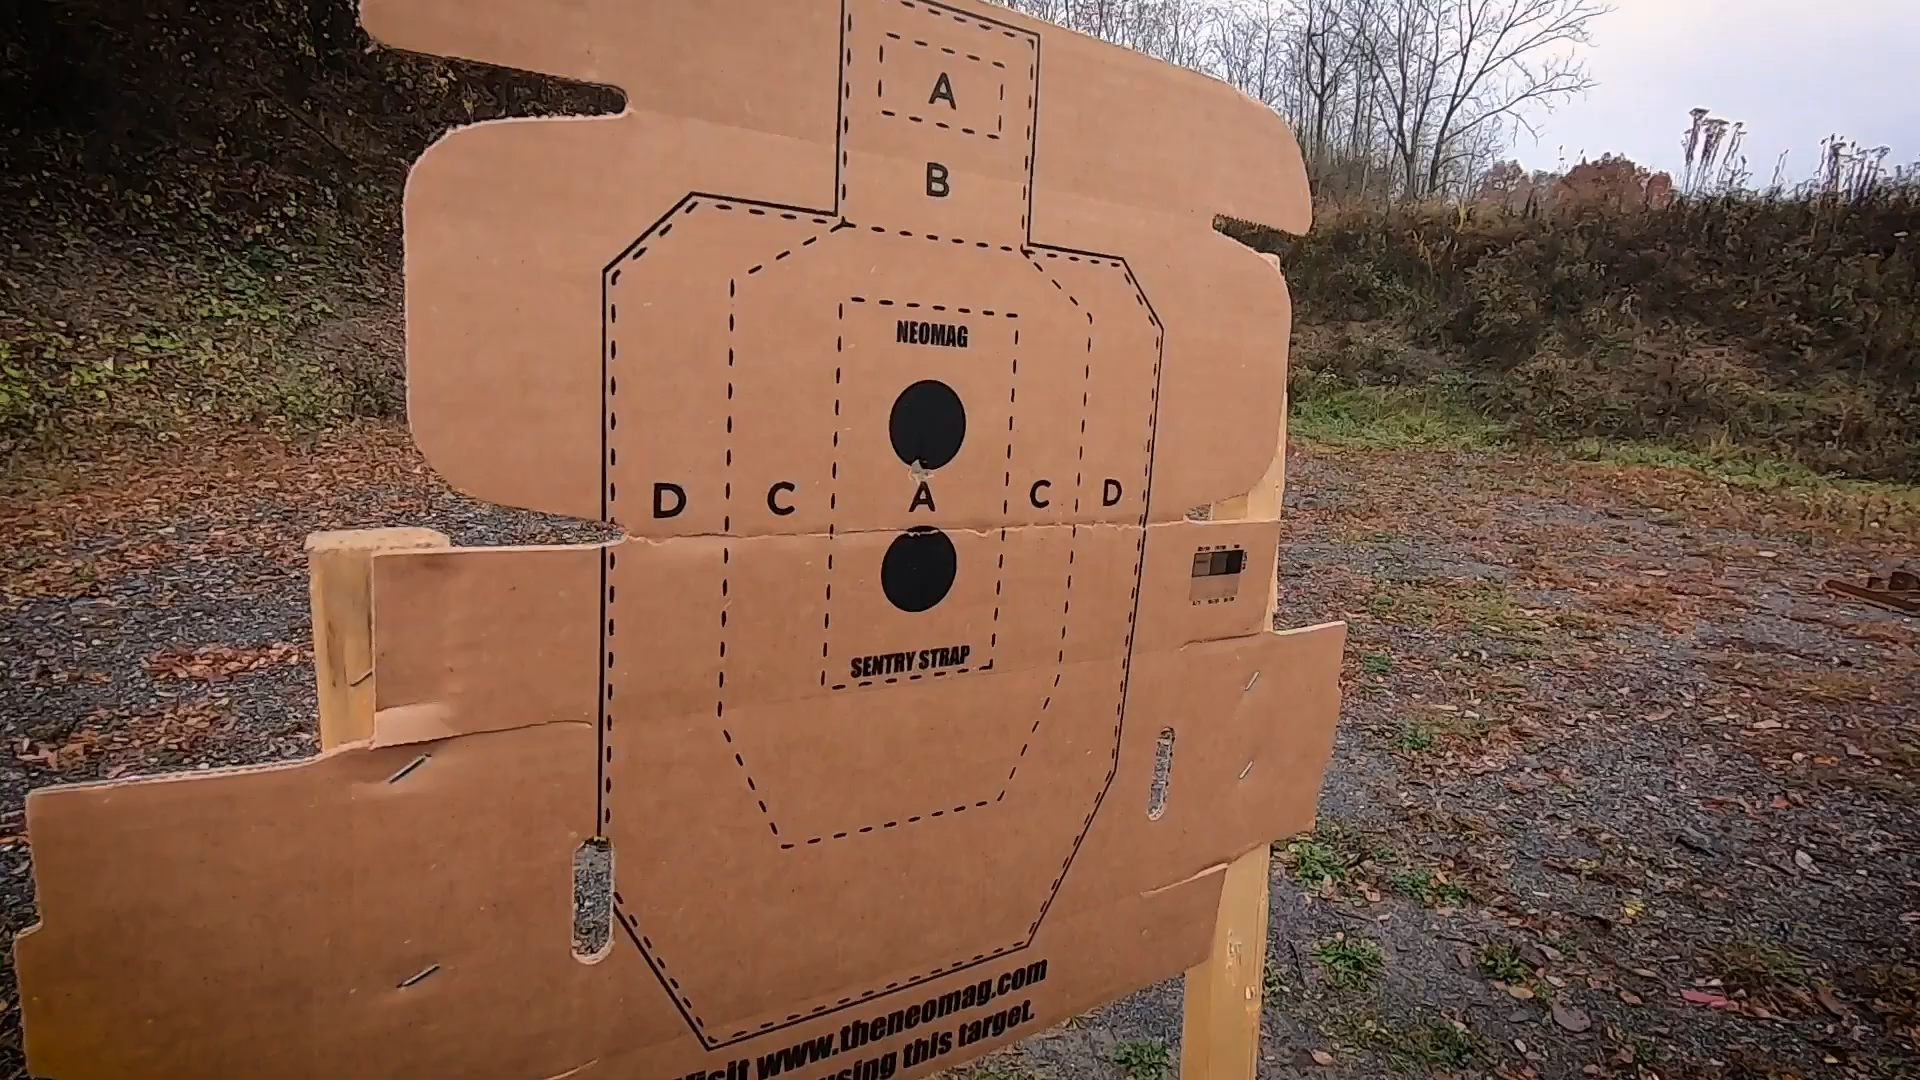 A
B
NEOMAG
D C A C D
SENTRY STRAP
www.theneomag.com
using this target.